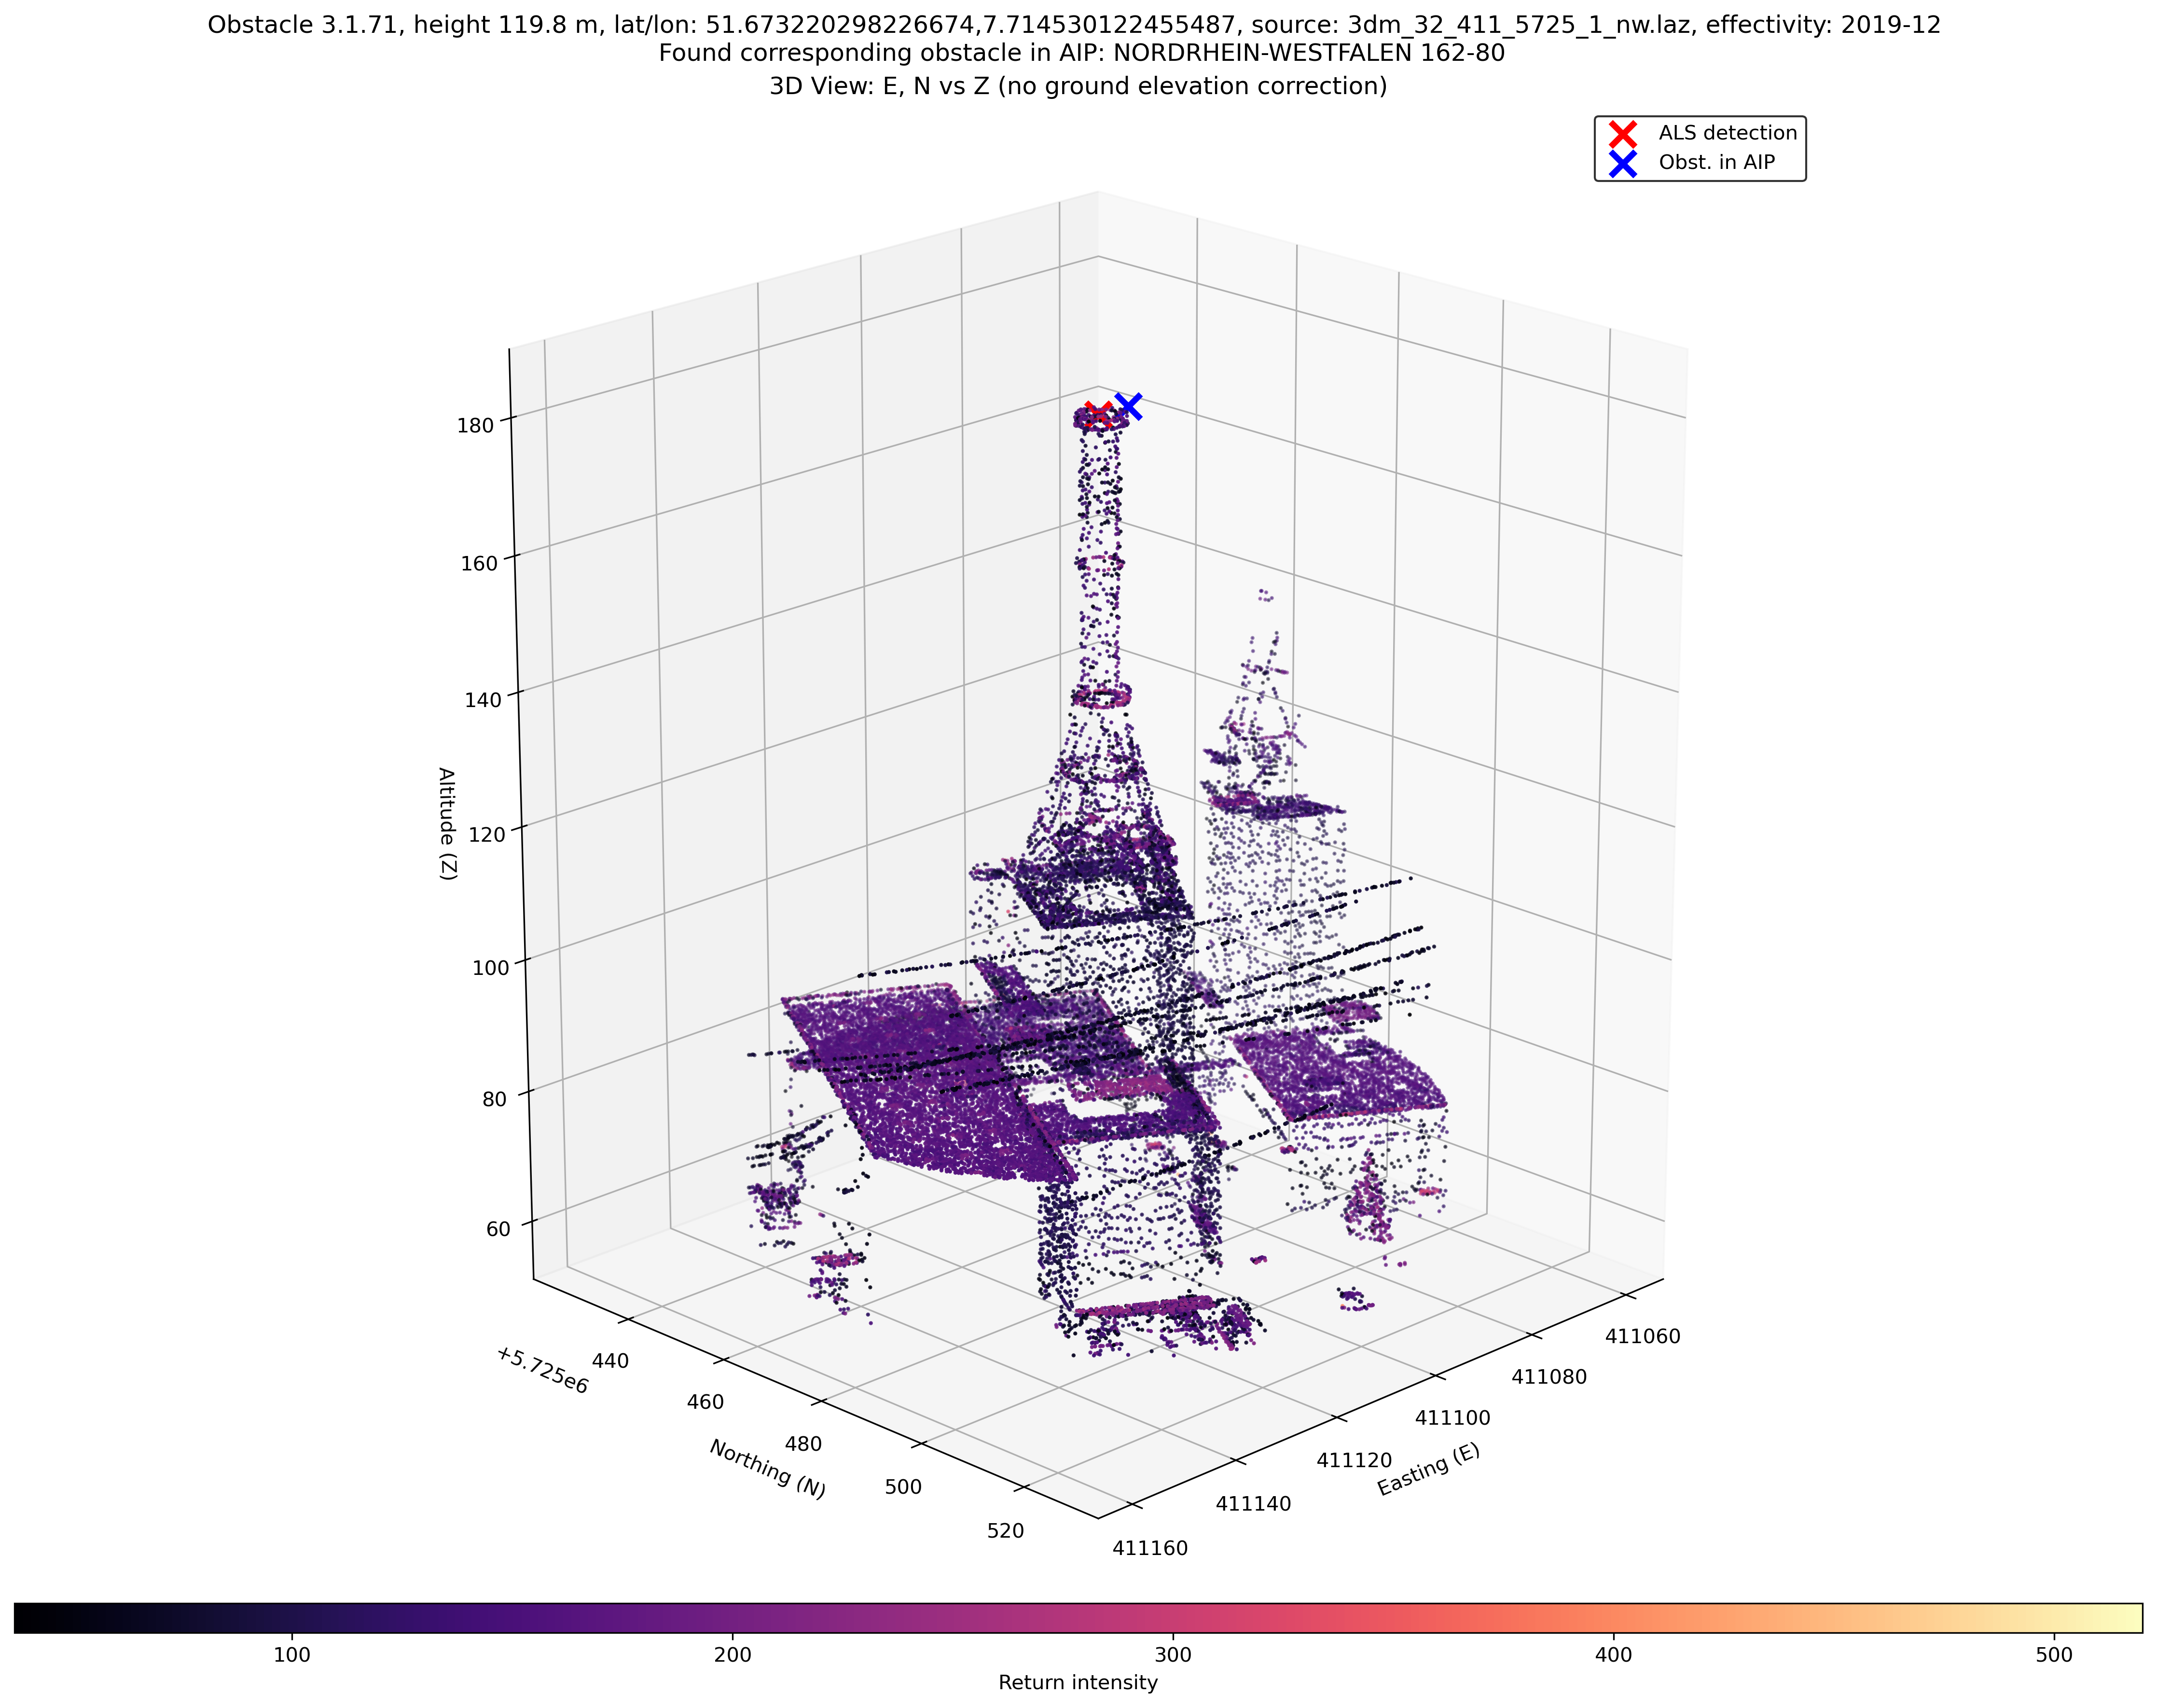 Obstacle 3.1.71, height 119.8 m, lat/lon: 51.673220298226674,7.714530122455487, source: 3dm_32_411_5725_1_nw.laz, effectivity: 2019-12
Found corresponding obstacle in AIP: NORDRHEIN-WESTFALEN 162-80
3D View: E, N vs Z (no ground elevation correction)
ALS detection
Obst. in AIP
180
160
140
120
100
80
60
Altitude (Z)
+5.725e6
440
460
480
500
520
Northing (N)
411060
411080
411100
411120
411140
411160
Easting (E)
100
200
300
400
500
Return intensity